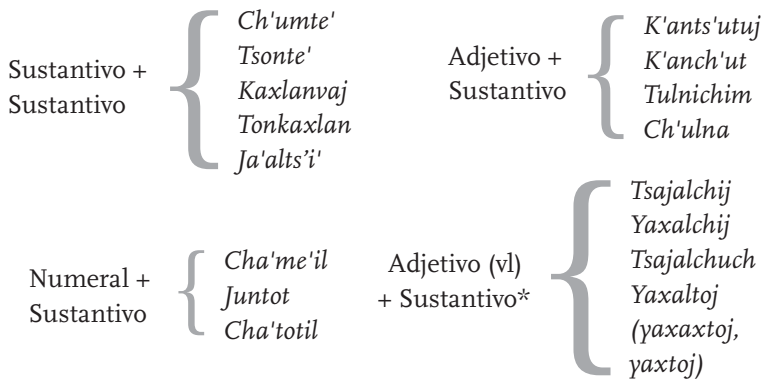 Sustantivo +
Sustantivo
Ch'umte'
Tsonte'
Kaxlanvaj
Tonkaxlan
Ja'alts’i'
Adjetivo +
Sustantivo
K'ants'utuj
K'anch'ut
Tulnichim
Ch'ulna
Numeral +
Sustantivo
Cha'me'il
Juntot
Cha'totil
Adjetivo (vl)
+ Sustantivo*
Tsajalchij
Yaxalchij
Tsajalchuch
Yaxaltoj
(yaxaxtoj,
yaxtoj)